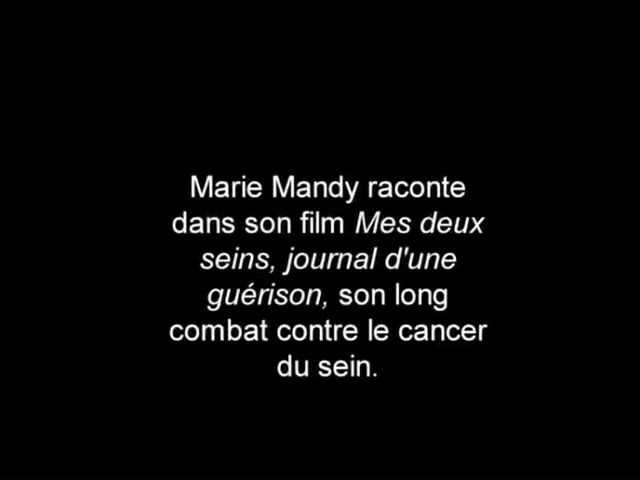 Marie Mandy raconte
dans son film Mes deux
seins, journal d'une
guérison, son long
combat contre le cancer
du sein.